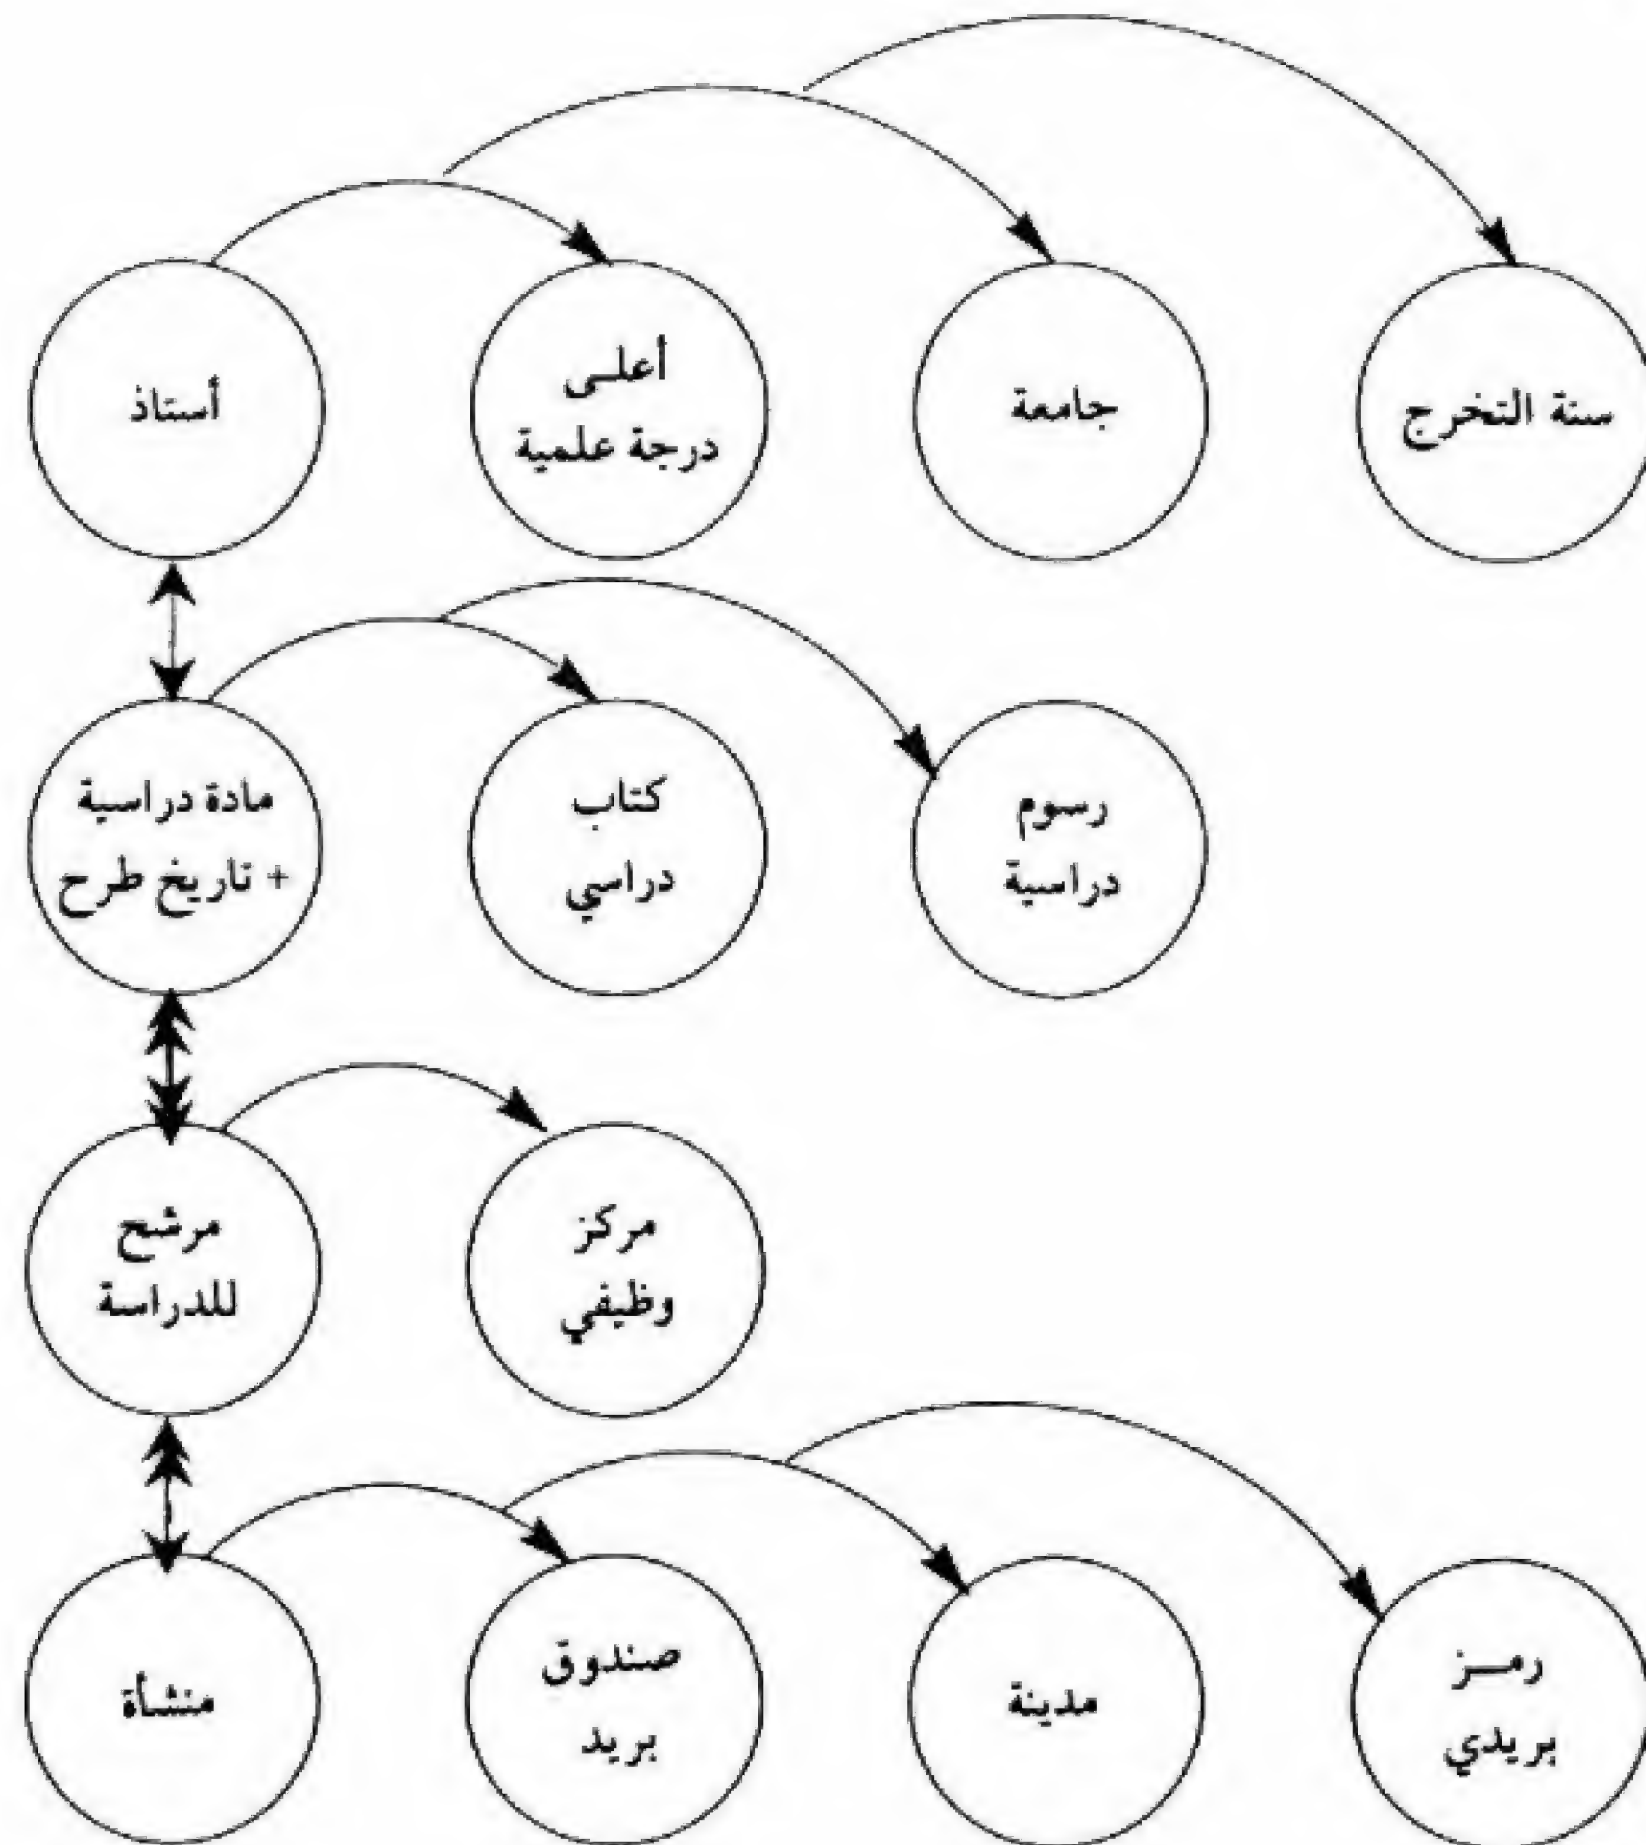 أستاذ
أعلى
درجة علمية
جامعة
سنة التخرج
مادة دراسية
+ تاريخ طرح
كتاب
دراسي
رسوم
دراسية
مرشح
للدراسة
مركز
وظيفي
منشأة
صندوق
بريد
مدينة
رمز
بريدي